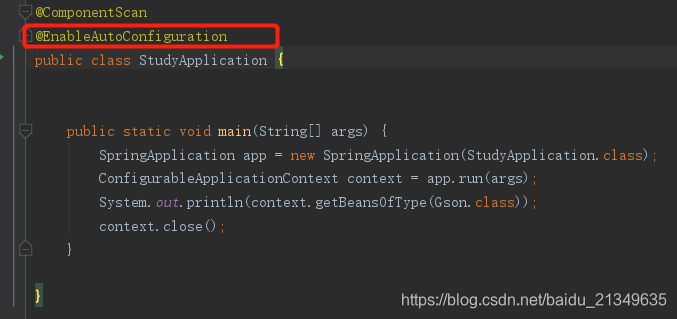 @ComponentScan
@EnableAutoConfiguration
public class StudyApplication {
public static void main(String[] args) {
SpringApplication app = new SpringApplication(StudyApplication.class);
ConfigurableApplicationContext context = app.run(args);
System.out.println(context.getBeansOfType(Gson.class));
context.close();
}
}
https://blog.csdn.net/baidu_21349635